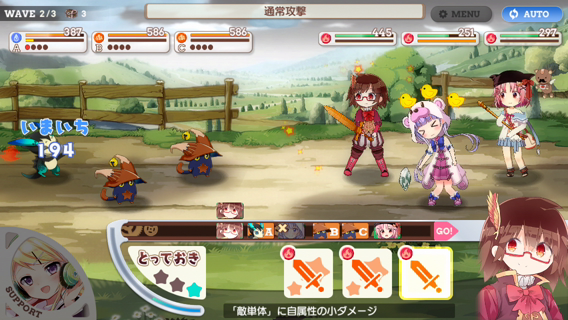 WAVE 2/3 3
通常攻撃
MENU
AUTO
387
586
586
445
251
297
A
B
C
いまいち
194
A
B
C
GO!
とっておき
SUPPORT
「敵単体」に自属性の小ダメージ